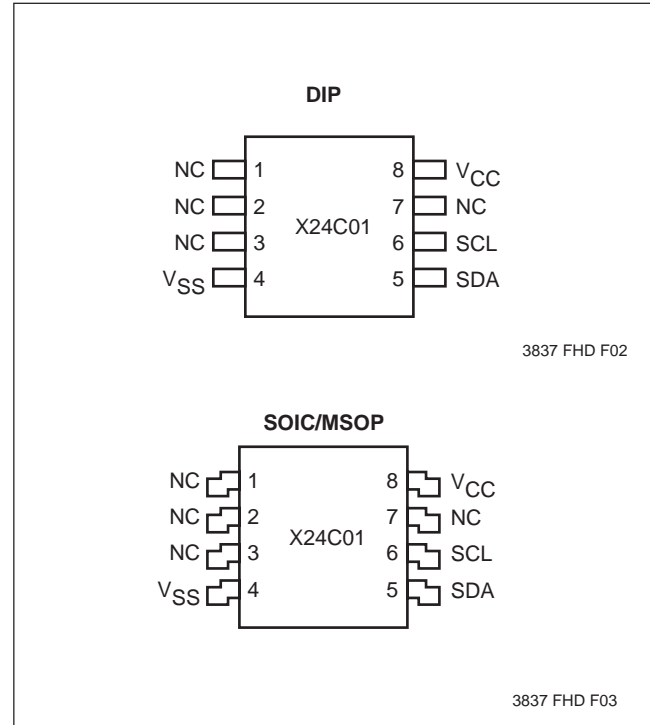 DIP
NC 1 8 VCC
NC 2 7 NC
X24C01
NC 3 6 SCL
VSS 4 5 SDA
3837 FHD F02
SOIC/MSOP
NC 1 8 VCC
NC 2 7 NC
X24C01
NC 3 6 SCL
VSS 4 5 SDA
3837 FHD F03